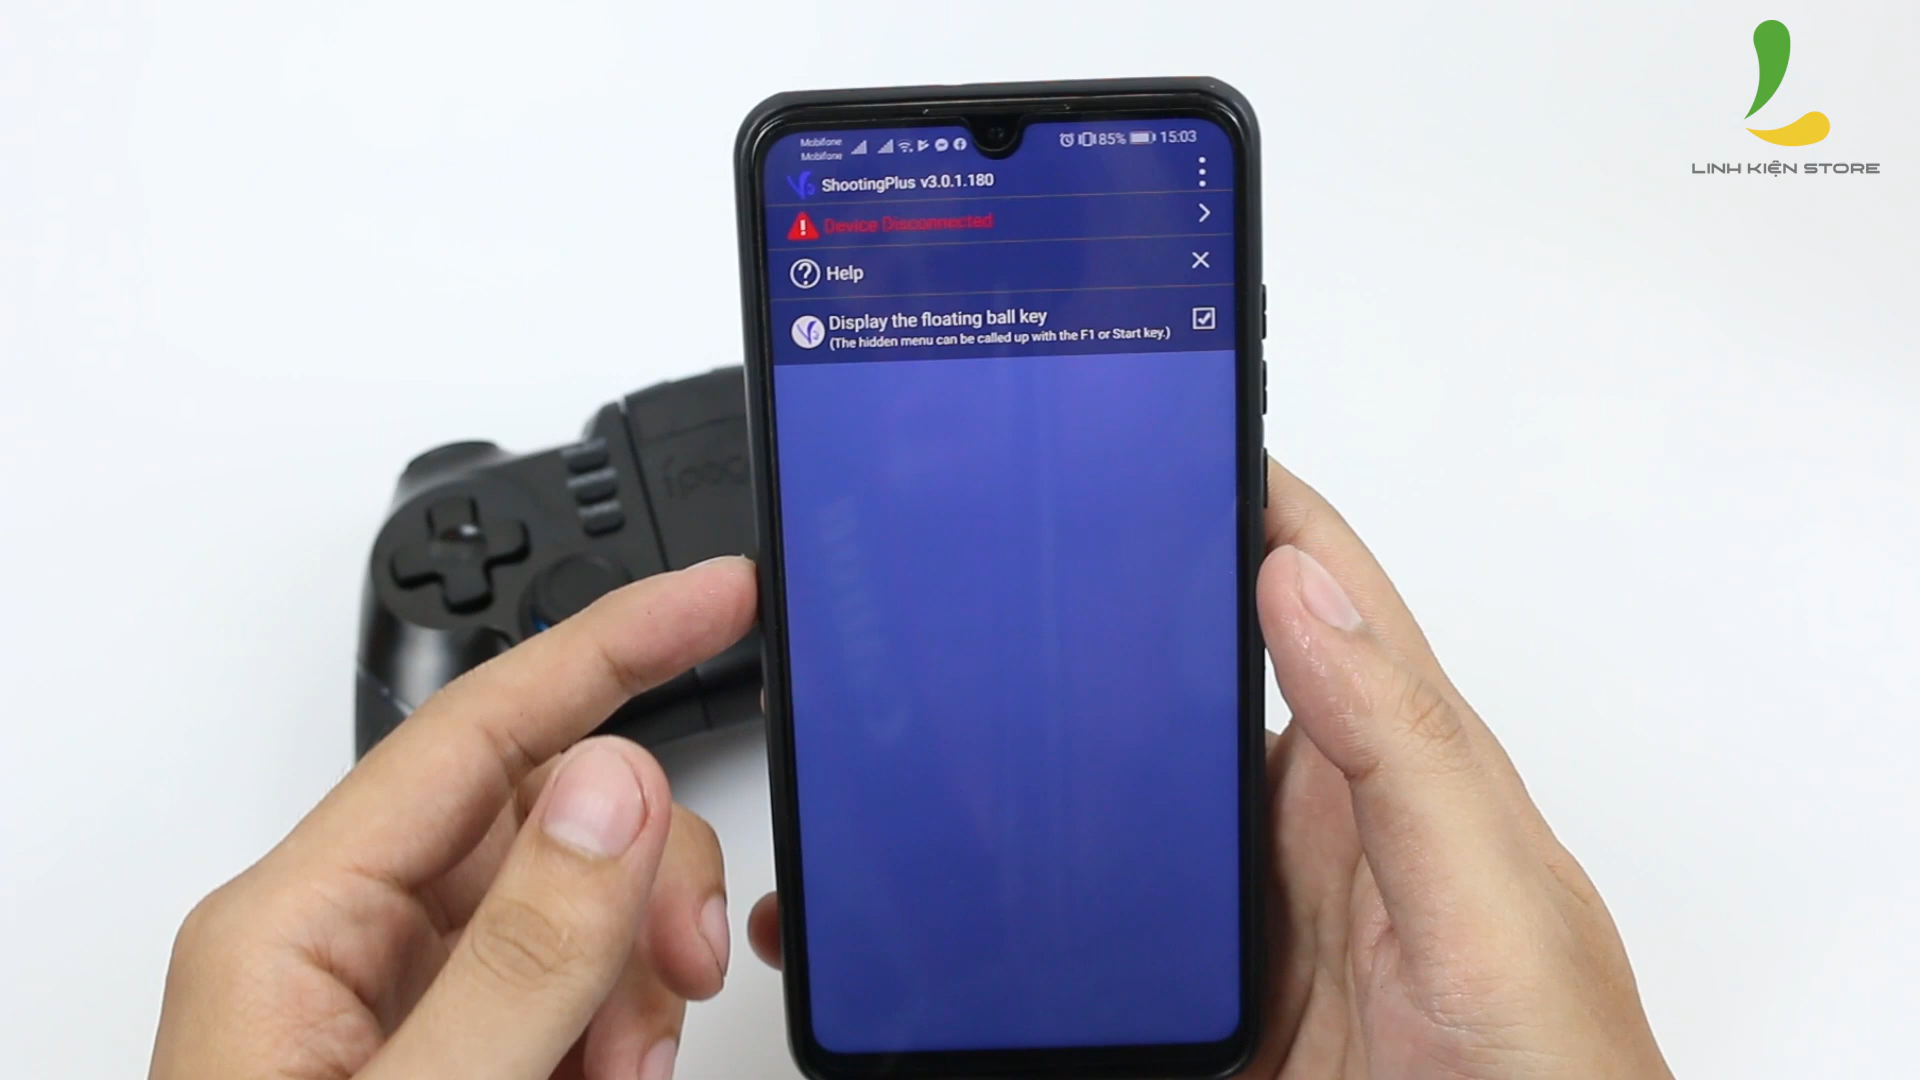 Mobifone
Mobifone
85% 15:03
ShootingPlus v3.0.1.180
Device Disconnected
Help
Display the floating ball key
(The hidden menu can be called up with the F1 or Start key.)
LINH KIỆN STORE